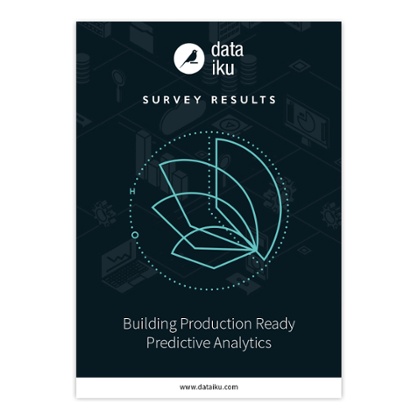 data
iku
SURVEY RESULTS
H
Building Production Ready
Predictive Analytics
www.dataiku.com